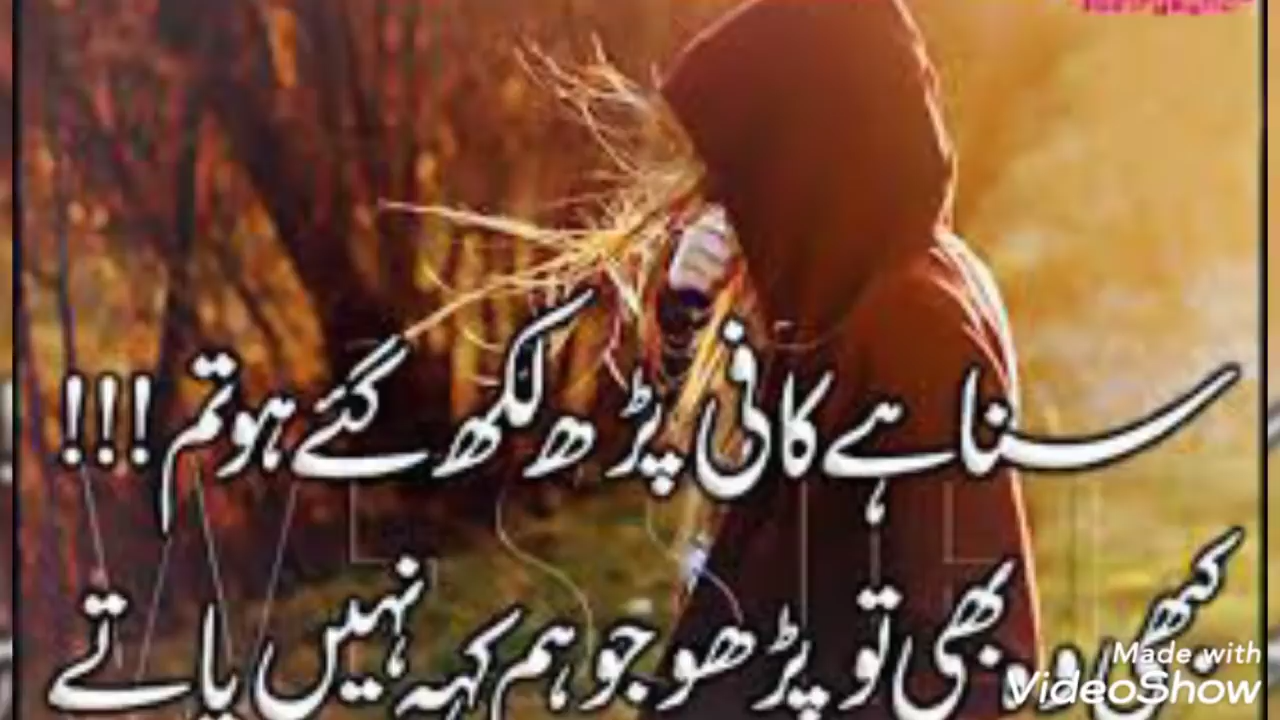 سنا ہے کافی پڑھ لکھ گئے ہو تم !!!
کبھی وہ بھی تو پڑھو جو ہم کہہ نہیں پاتے
Made with
VideoShow